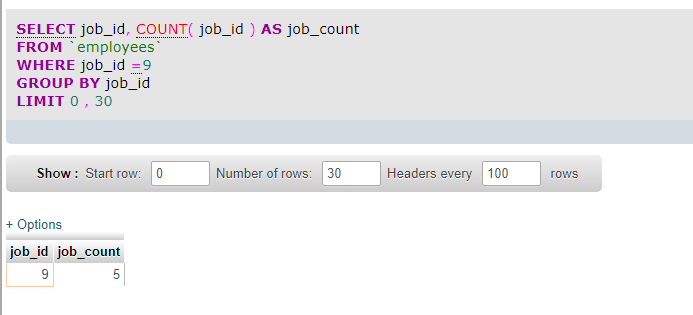 SELECT job_id, COUNT( job_id ) AS job_count
FROM `employees`
WHERE job_id =9
GROUP BY job_id
LIMIT 0 , 30
Show : Start row: 0 Number of rows: 30 Headers every 100 rows
+ Options
job_id job_count
9 5